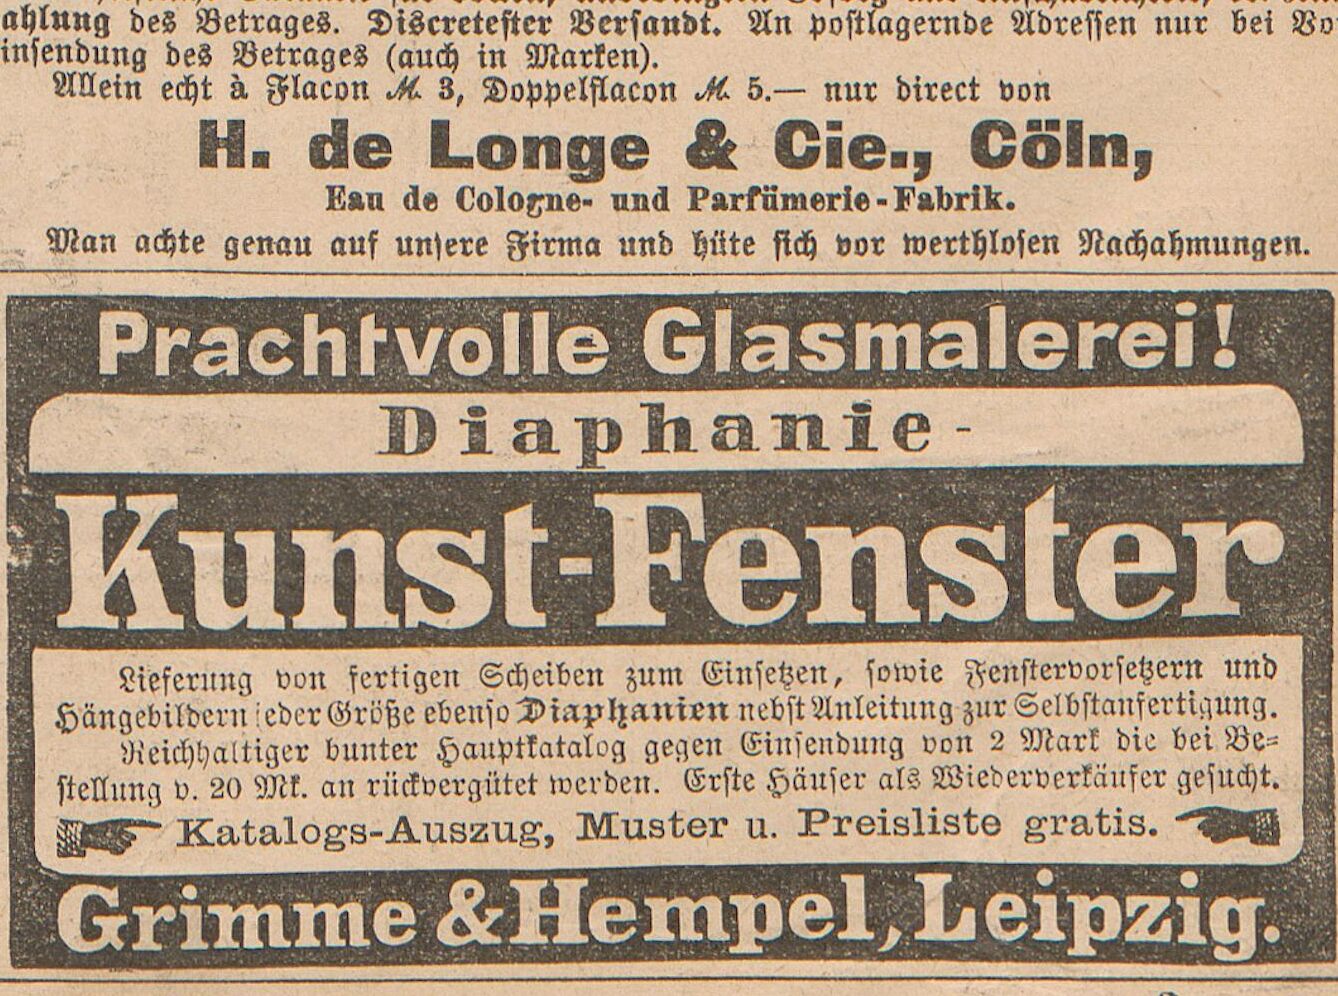 ahlung des Betrages. Discretester Versandt. An postlagernde Adressen nur bei Vo
insendung des Betrages (auch in Marken).
Allein echt à Flacon M. 3, Doppelflacon M. 5.— nur direct von
H. de Longe & Cie., Cöln,
Eau de Cologne- und Parfümerie-Fabrik.
Man achte genau auf unsere Firma und hüte sich vor werthlosen Nachahmungen.
Prachtvolle Glasmalerei!
Diaphanie-
Kunst-Fenster
Lieferung von fertigen Scheiben zum Einsetzen, sowie Fenstervorsetzern und
Hängebildern jeder Größe ebenso Diaphanien nebst Anleitung zur Selbstanfertigung.
Reichhaltiger bunter Hauptkatalog gegen Einsendung von 2 Mark die bei Be=
stellung v. 20 Mk. an rückvergütet werden. Erste Häuser als Wiederverkäufer gesucht.
Katalogs-Auszug, Muster u. Preisliste gratis.
Grimme & Hempel, Leipzig.